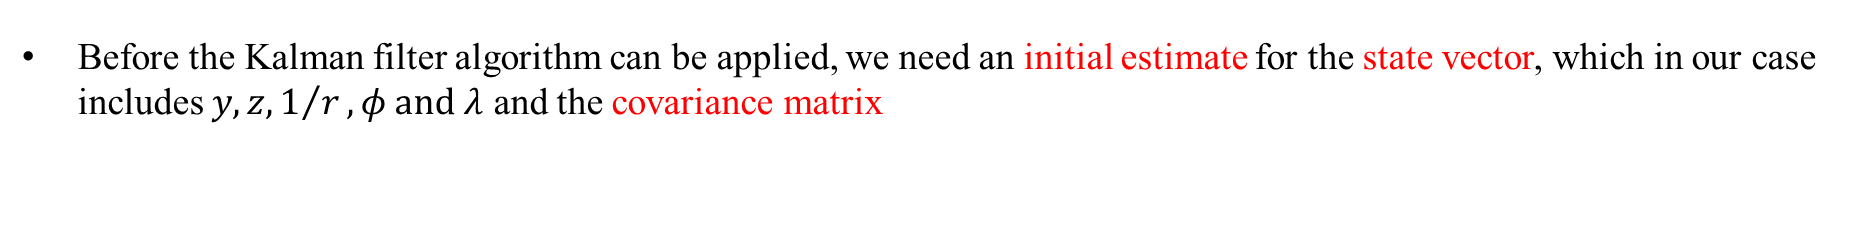 • Before the Kalman filter algorithm can be applied, we need an initial estimate for the state vector, which in our case
includes y, z, 1/r , ϕ and λ and the covariance matrix